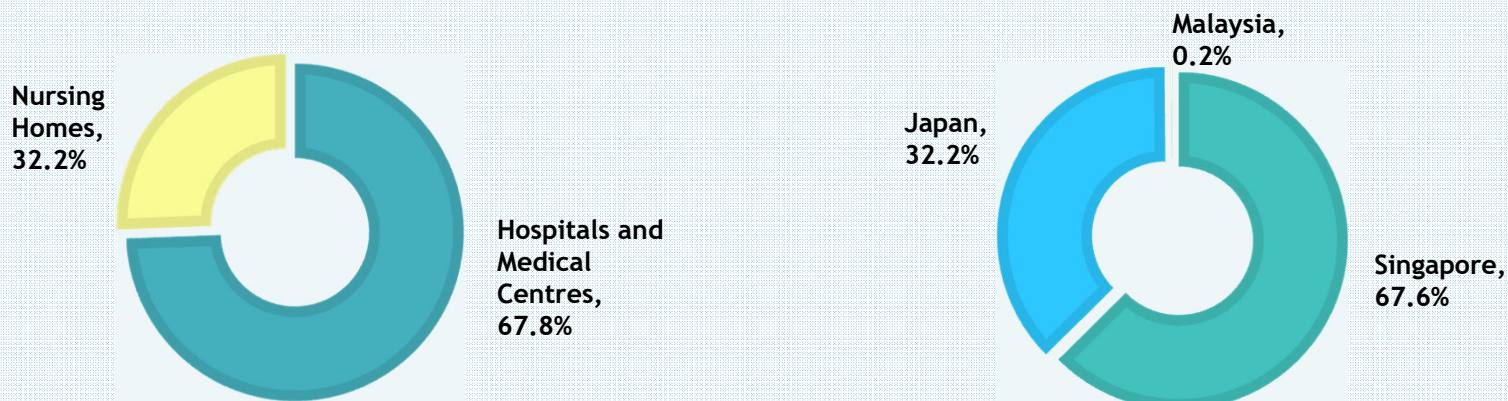 Nursing
Homes,
32.2%
Hospitals and
Medical
Centres,
67.8%
Malaysia,
0.2%
Japan,
32.2%
Singapore,
67.6%